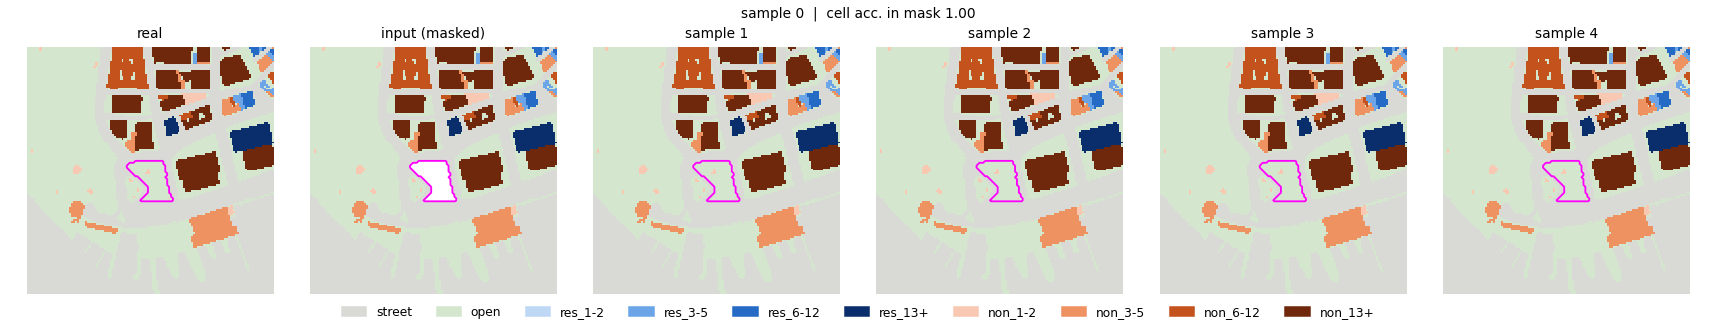 sample 0 | cell acc. in mask 1.00
real
input (masked)
sample 1
sample 2
sample 3
sample 4
street
open
res_1-2
res_3-5
res_6-12
res_13+
non_1-2
non_3-5
non_6-12
non_13+